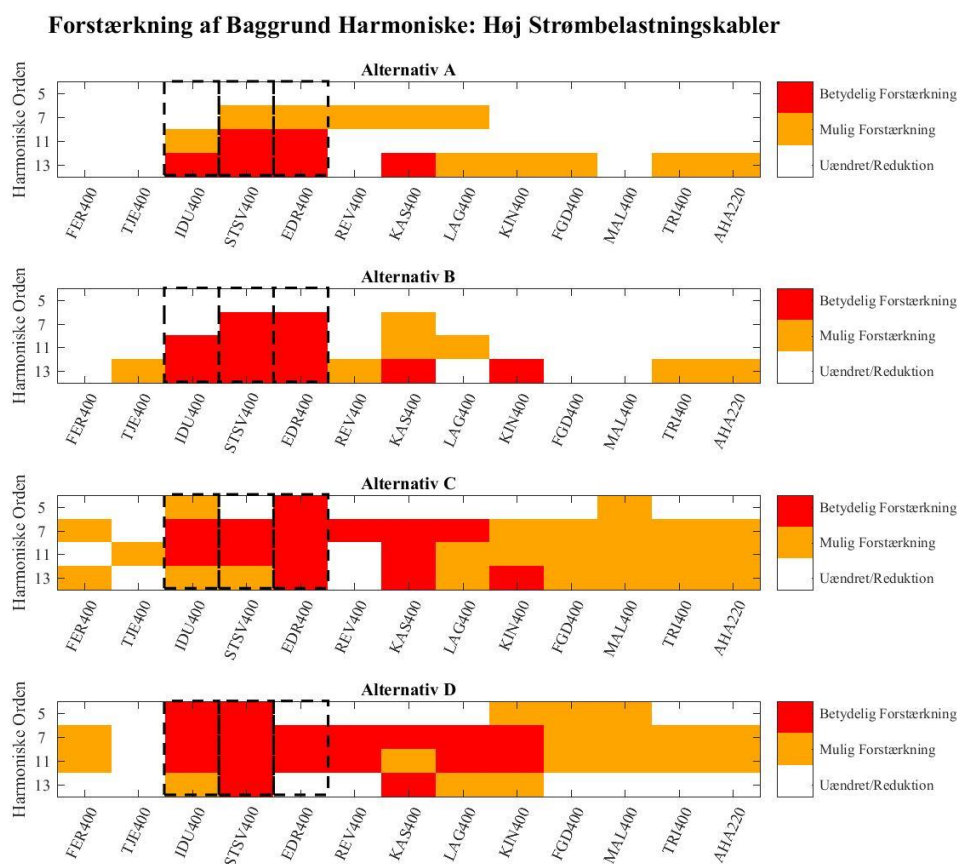 Forstærkning af Baggrund Harmoniske: Høj Strømbelastningskabler
Alternativ A
Harmoniske Orden
5
7
11
13
FER400
TJE400
IDU400
STSV400
EDR400
REV400
KAS400
LAG400
KIN400
FGD400
MAL400
TRI400
AHA220
Betydelig Forstærkning
Mulig Forstærkning
Uændret/Reduktion
Alternativ B
Harmoniske Orden
5
7
11
13
FER400
TJE400
IDU400
STSV400
EDR400
REV400
KAS400
LAG400
KIN400
FGD400
MAL400
TRI400
AHA220
Betydelig Forstærkning
Mulig Forstærkning
Uændret/Reduktion
Alternativ C
Harmoniske Orden
5
7
11
13
FER400
TJE400
IDU400
STSV400
EDR400
REV400
KAS400
LAG400
KIN400
FGD400
MAL400
TRI400
AHA220
Betydelig Forstærkning
Mulig Forstærkning
Uændret/Reduktion
Alternativ D
Harmoniske Orden
5
7
11
13
FER400
TJE400
IDU400
STSV400
EDR400
REV400
KAS400
LAG400
KIN400
FGD400
MAL400
TRI400
AHA220
Betydelig Forstærkning
Mulig Forstærkning
Uændret/Reduktion